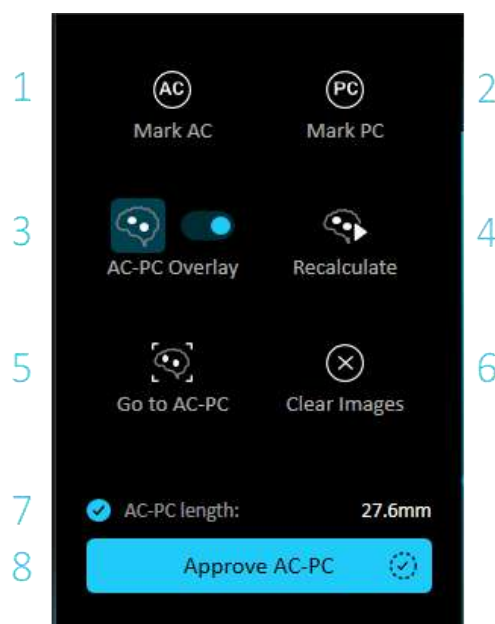 1 AC PC 2
Mark AC Mark PC
3 4
AC-PC Overlay Recalculate
5 6
Go to AC-PC Clear Images
7 AC-PC length: 27.6mm
8 Approve AC-PC